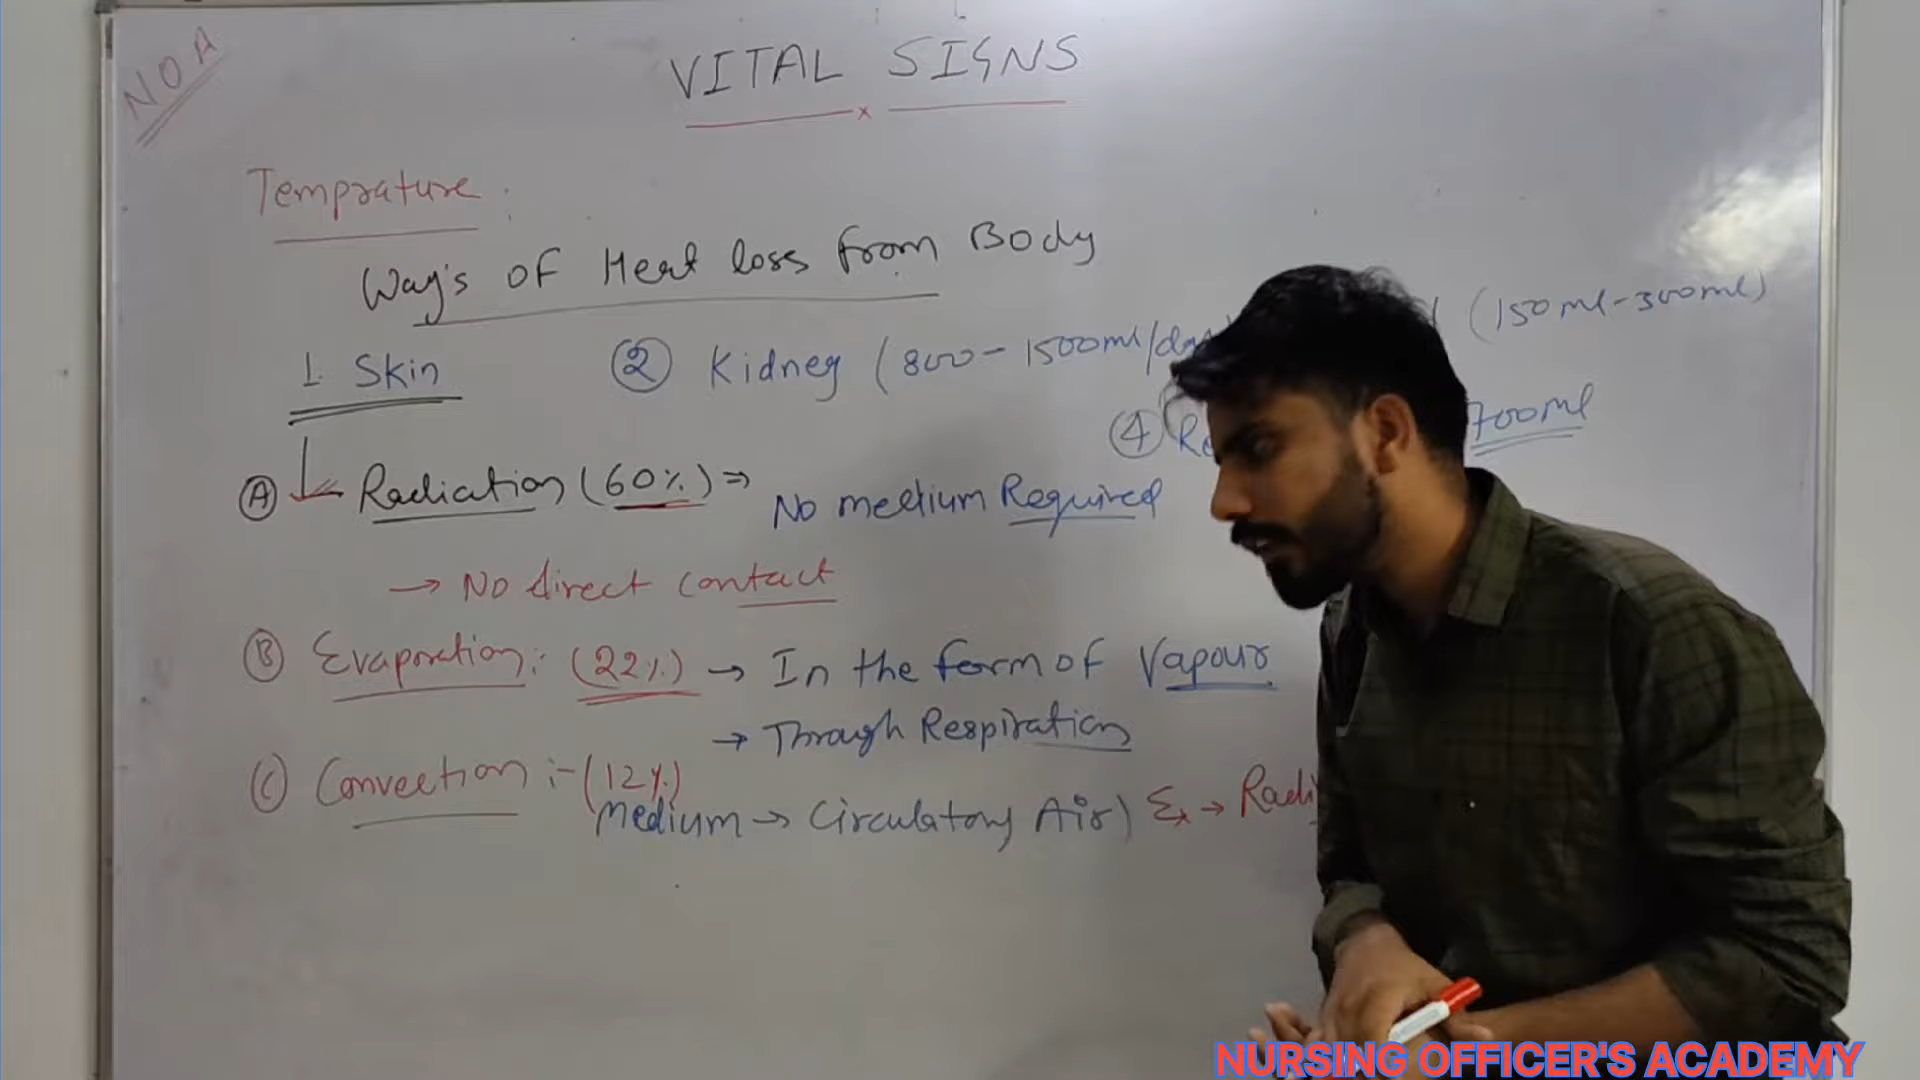 NOA
VITAL SIGNS
Temprature :
Way's OF Heat loss from Body
1. Skin
② Kidney (800-1500ml/day)
(150ml-300ml)
④
700ml
Ⓐ → Radiation (60%) ⇒ No medium Required
→ No direct contact
Ⓑ Evaporation :- (22%) → In the form of Vapour
→ Through Respiration
Ⓒ Convection :- (12%)
Medium → Circulatory Air) Ex →
NURSING OFFICER'S ACADEMY